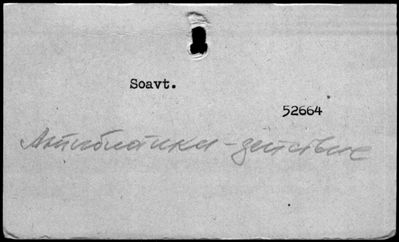 Soavt.
52664
Антибиотики - действие